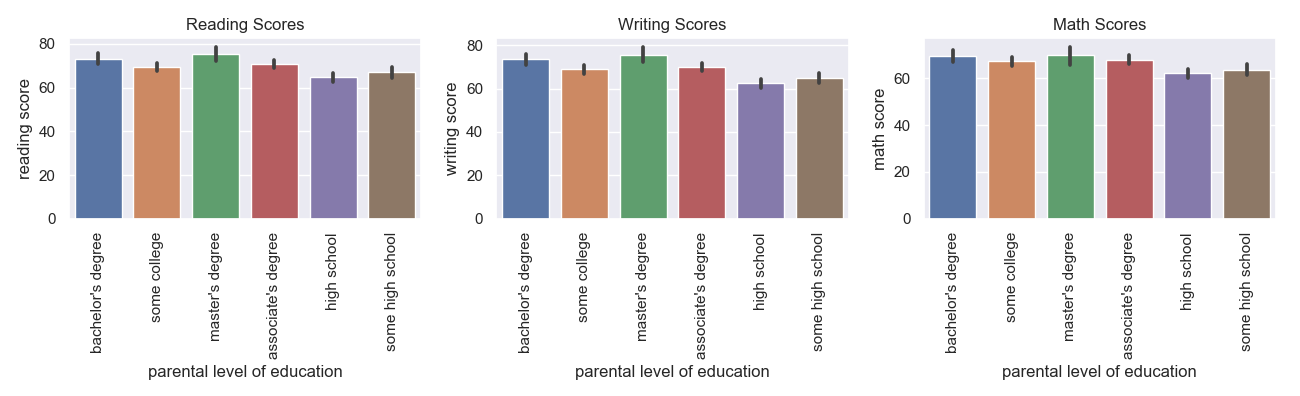 Reading Scores
reading score
80
60
40
20
0
bachelor's degree
some college
master's degree
associate's degree
high school
some high school
parental level of education
Writing Scores
writing score
80
60
40
20
0
bachelor's degree
some college
master's degree
associate's degree
high school
some high school
parental level of education
Math Scores
math score
60
40
20
0
bachelor's degree
some college
master's degree
associate's degree
high school
some high school
parental level of education